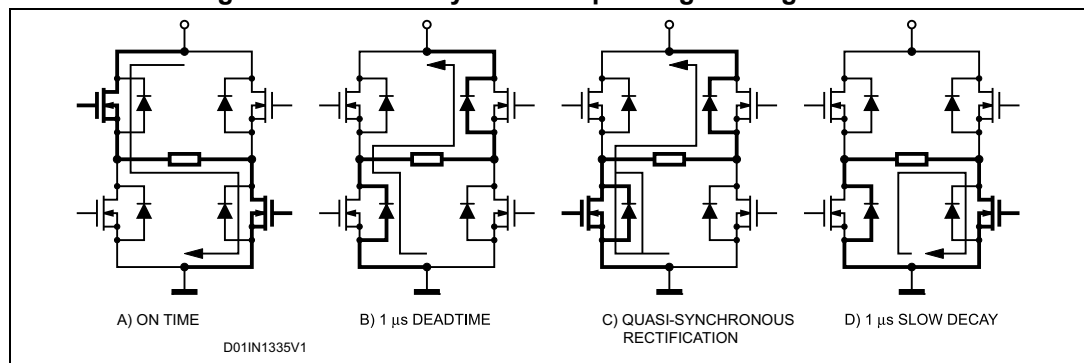 A) ON TIME
B) 1 μs DEADTIME
C) QUASI-SYNCHRONOUS
RECTIFICATION
D) 1 μs SLOW DECAY
D01IN1335V1